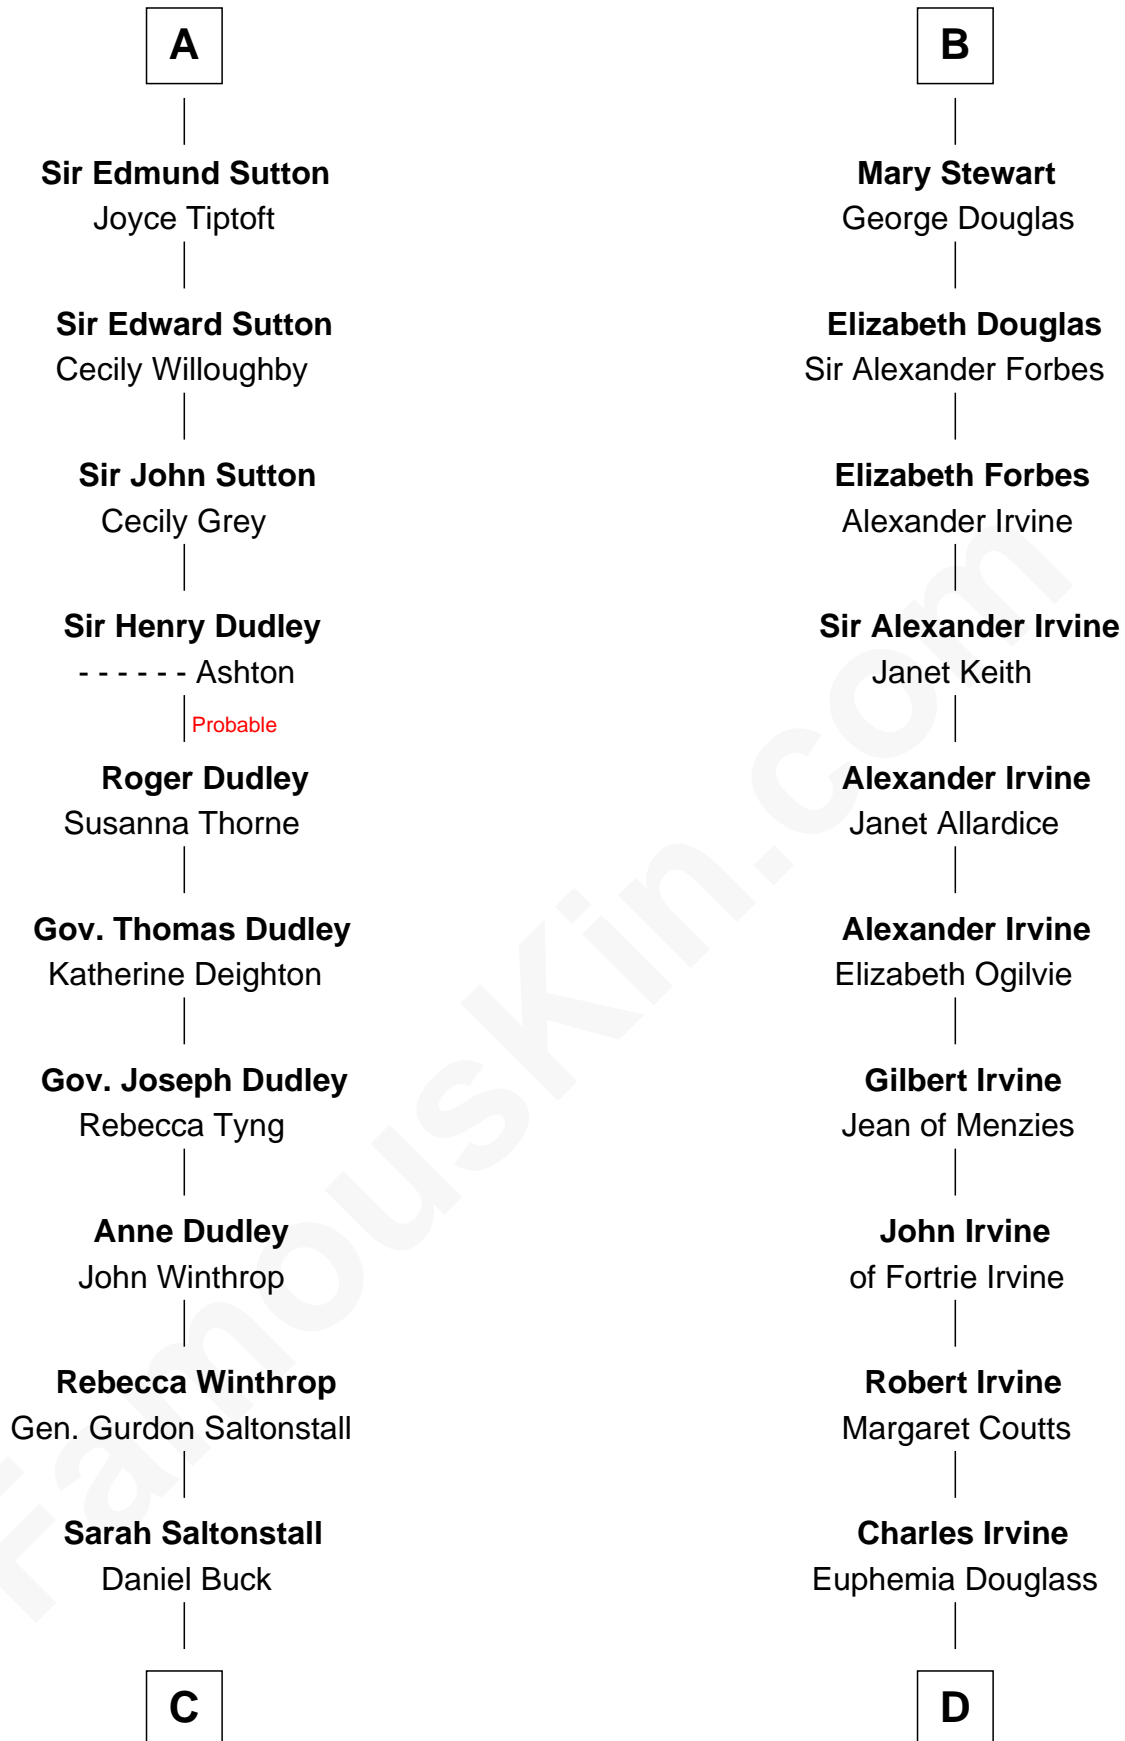 A
Sir Edmund Sutton
Joyce Tiptoft
Sir Edward Sutton
Cecily Willoughby
Sir John Sutton
Cecily Grey
Sir Henry Dudley
- - - - - - Ashton
Probable
Roger Dudley
Susanna Thorne
Gov. Thomas Dudley
Katherine Deighton
Gov. Joseph Dudley
Rebecca Tyng
Anne Dudley
John Winthrop
Rebecca Winthrop
Gen. Gurdon Saltonstall
Sarah Saltonstall
Daniel Buck
C
B
Mary Stewart
George Douglas
Elizabeth Douglas
Sir Alexander Forbes
Elizabeth Forbes
Alexander Irvine
Sir Alexander Irvine
Janet Keith
Alexander Irvine
Janet Allardice
Alexander Irvine
Elizabeth Ogilvie
Gilbert Irvine
Jean of Menzies
John Irvine
of Fortrie Irvine
Robert Irvine
Margaret Coutts
Charles Irvine
Euphemia Douglass
D
FamousKin.com